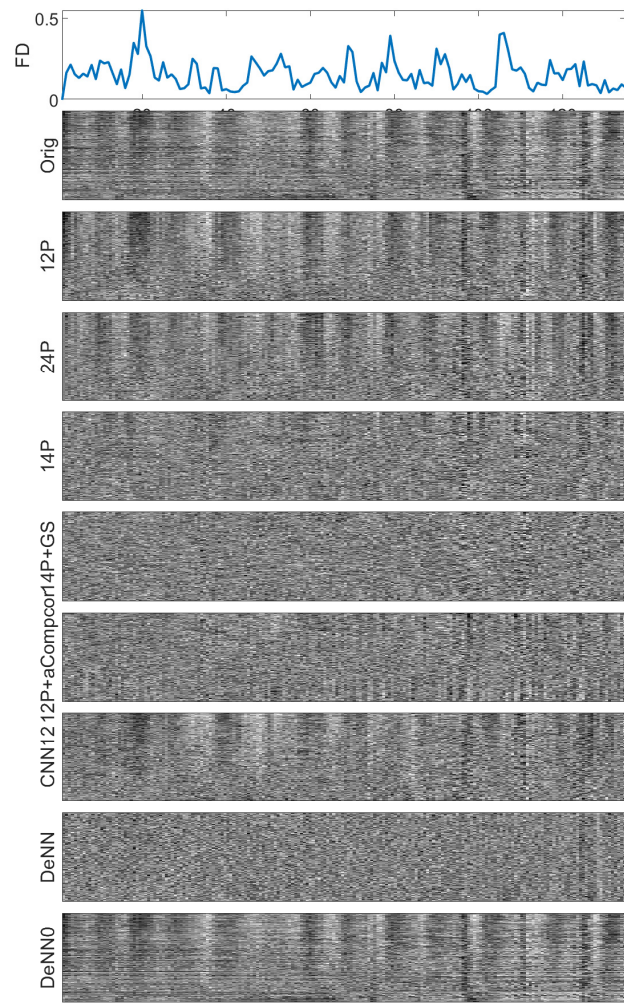 0.5
FD
0
Orig
12P
24P
14P
14P+GS
12P+aCompcor
CNN12
DeNN
DeNN0